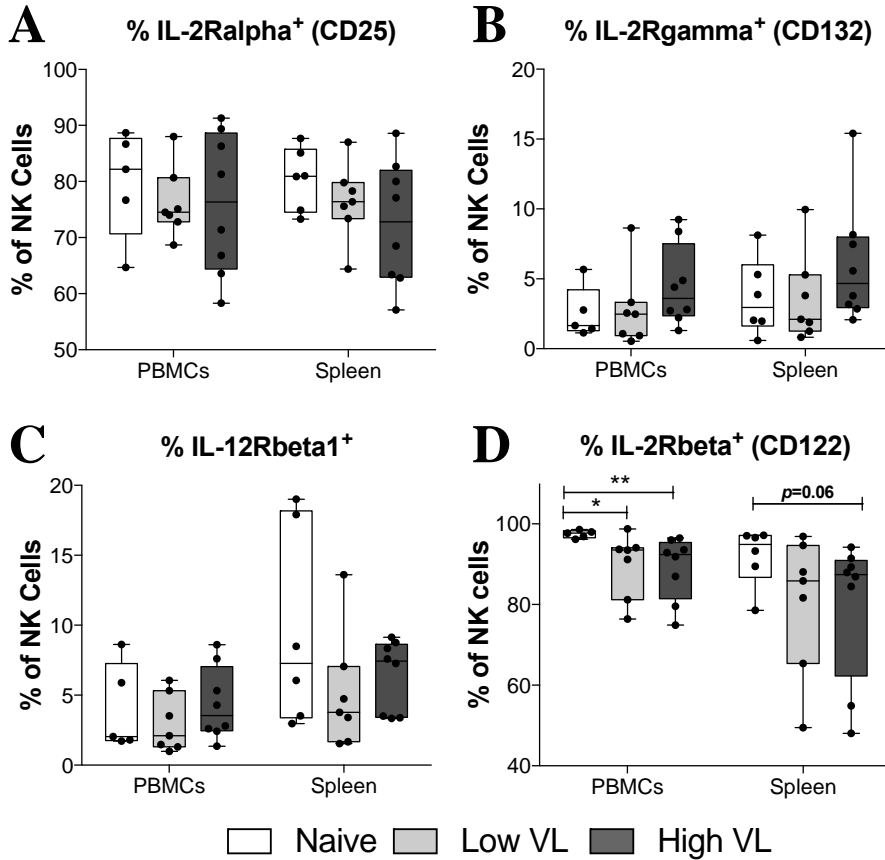 A
% IL-2Ralpha+ (CD25)
% of NK Cells
100
90
80
70
60
50
PBMCs
Spleen
B
% IL-2Rgamma+ (CD132)
% of NK Cells
20
15
10
5
0
PBMCs
Spleen
C
% IL-12Rbeta1+
% of NK Cells
20
15
10
5
0
PBMCs
Spleen
D
% IL-2Rbeta+ (CD122)
% of NK cells
100
80
60
40
**
*
p=0.06
PBMCs
Spleen
Naive
Low VL
High VL